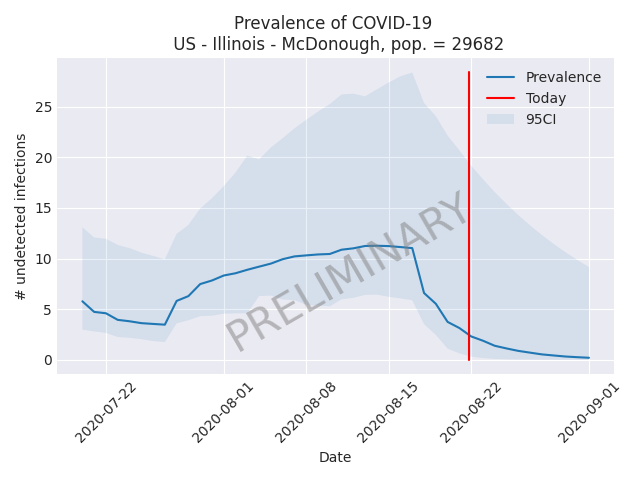 Prevalence of COVID-19
US - Illinois - McDonough, pop. = 29682
Prevalence
Today
95CI
# undetected infections
25
20
15
10
5
0
PRELIMINARY
2020-07-22
2020-08-01
2020-08-08
2020-08-15
2020-08-22
2020-09-01
Date